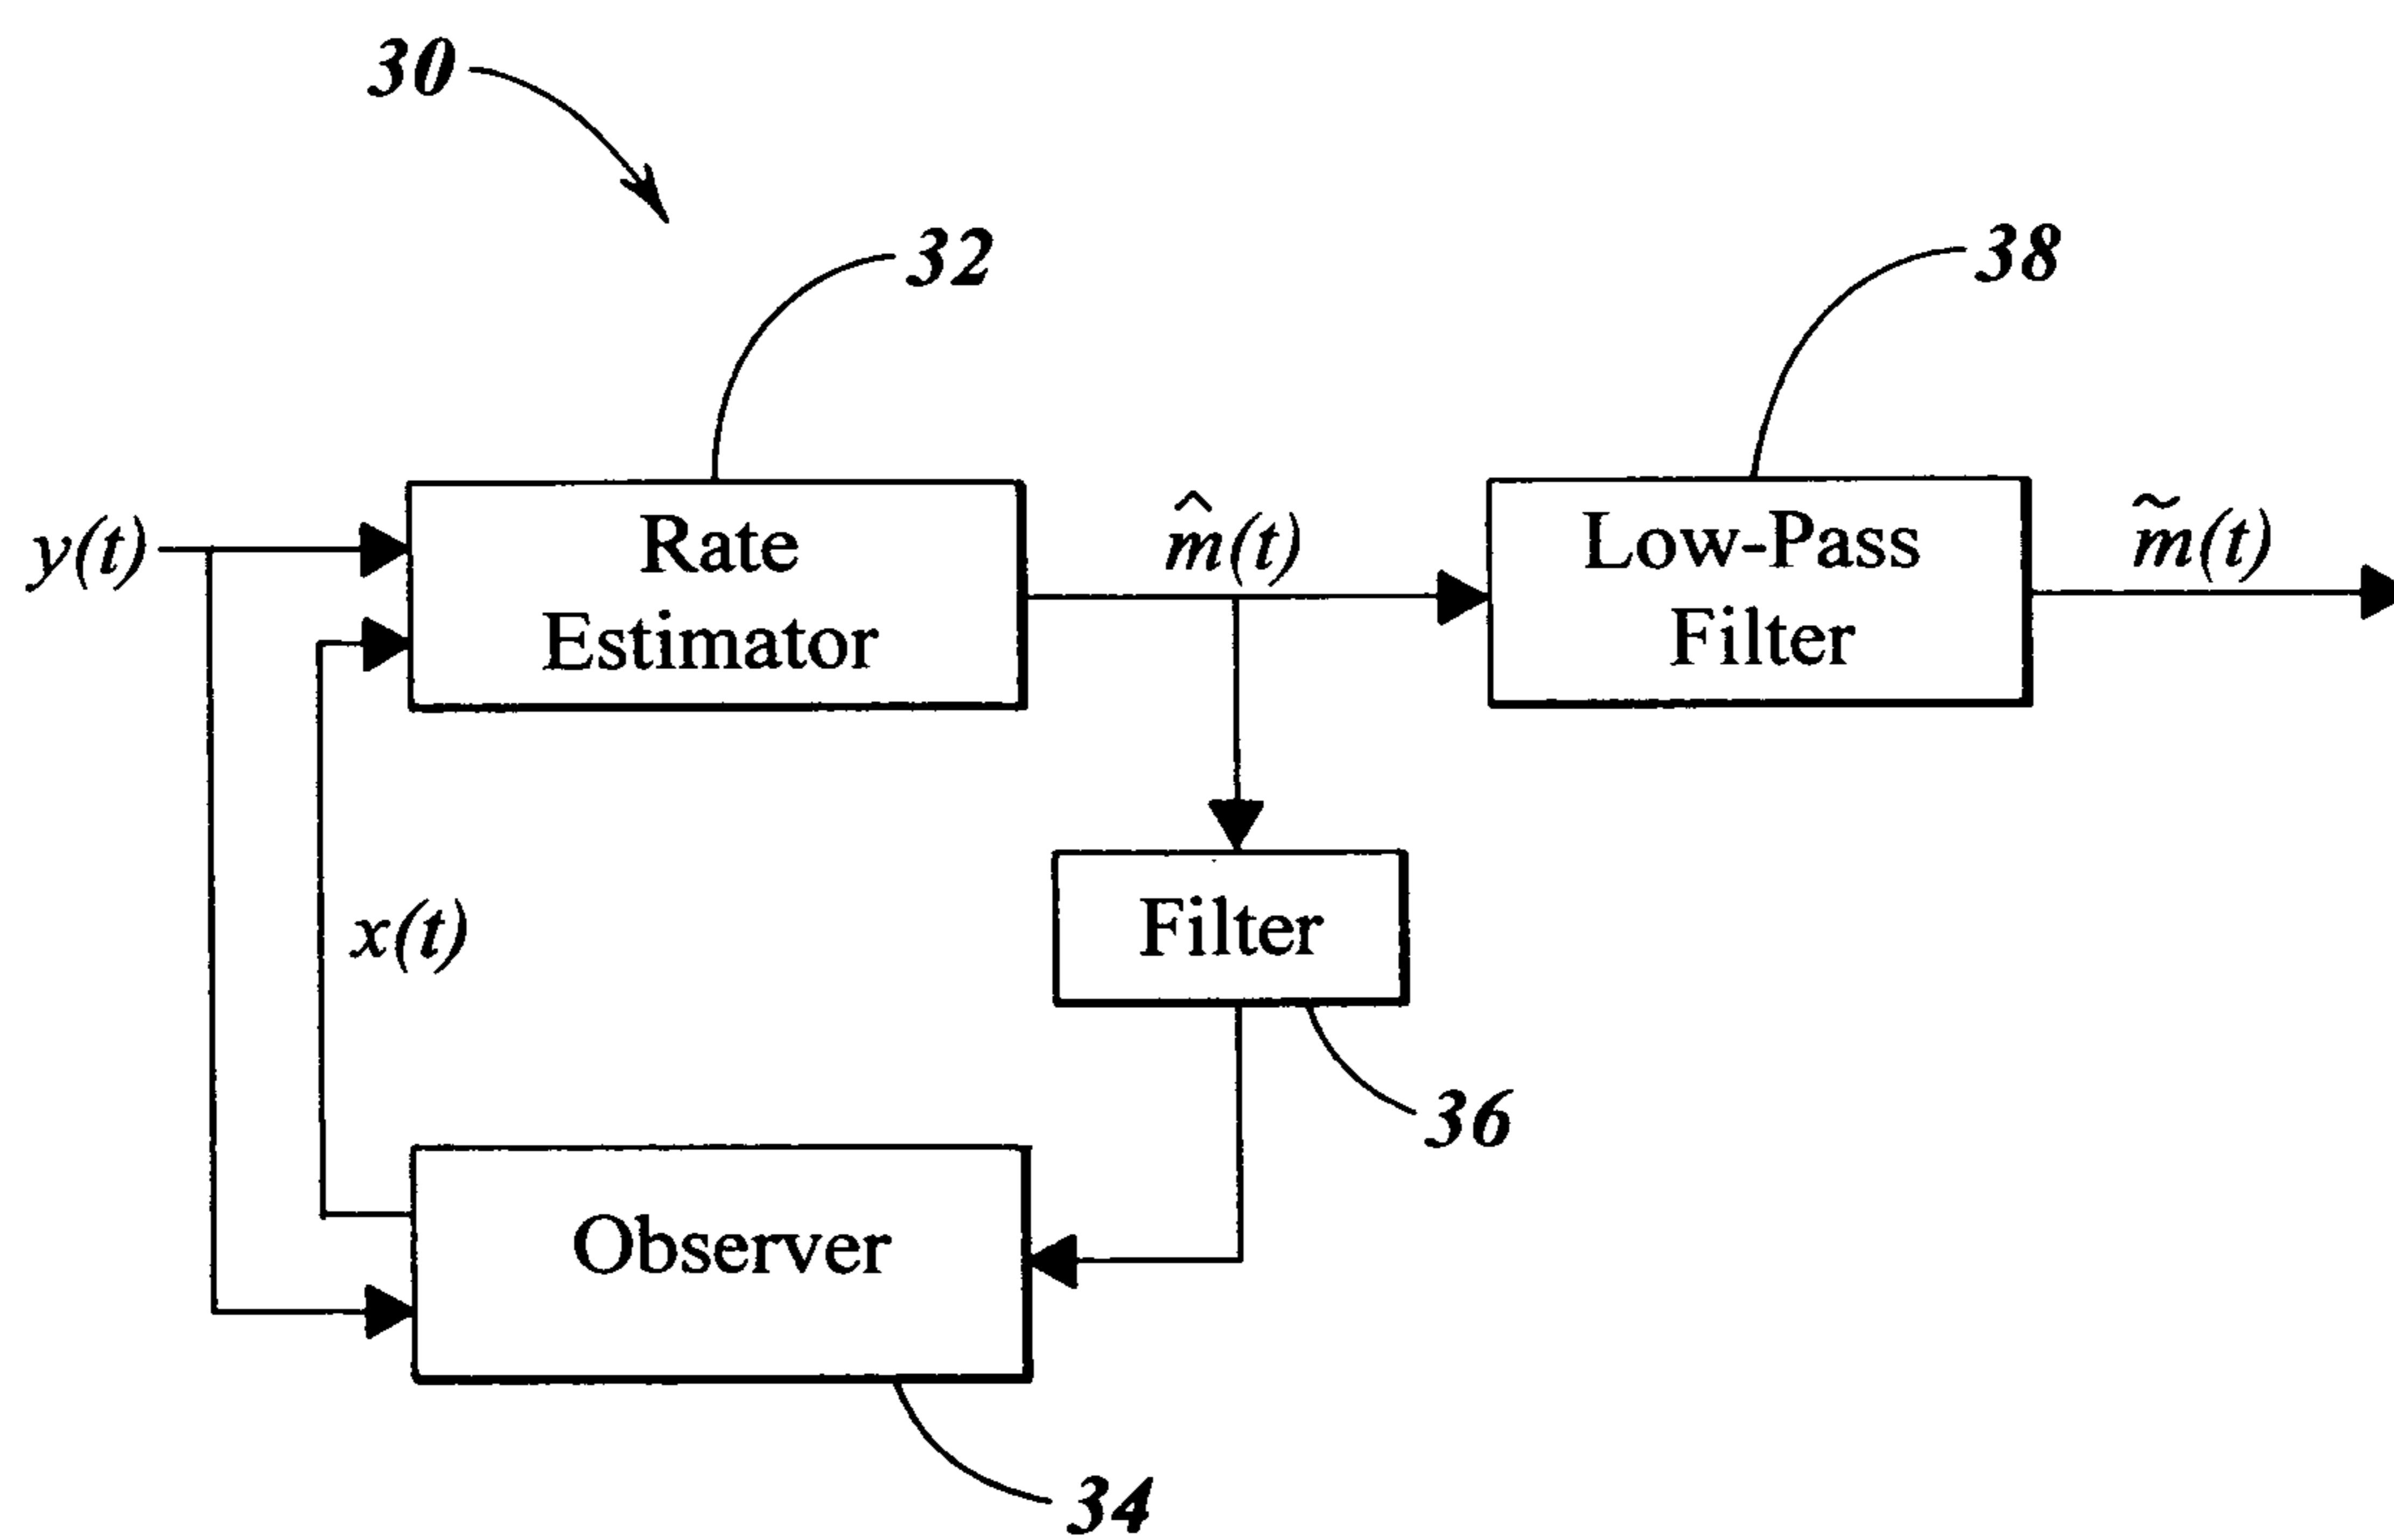 30
32
38
y(t)
Rate
Estimator
m̂(t)
Low-Pass
Filter
m̃(t)
x(t)
Filter
36
Observer
34